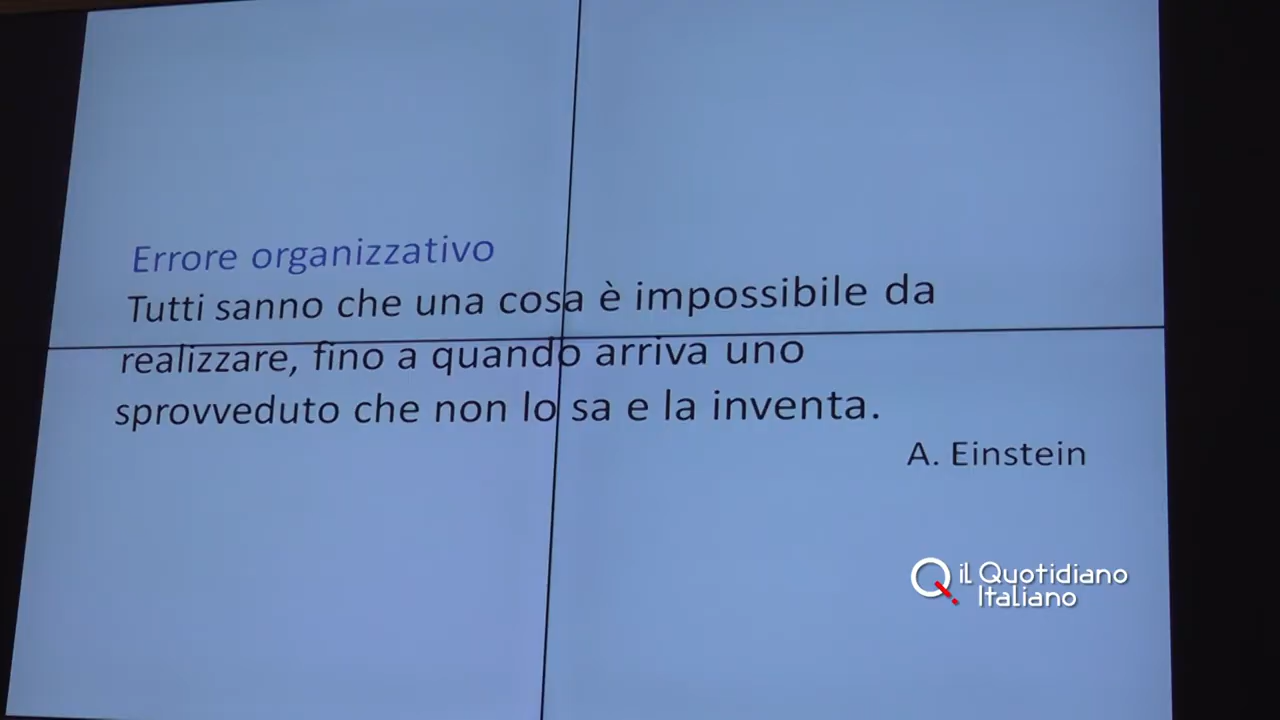 Errore organizzativo
Tutti sanno che una cosa è impossibile da
realizzare, fino a quando arriva uno
sprovveduto che non lo sa e la inventa.
A. Einstein
il Quotidiano
Italiano